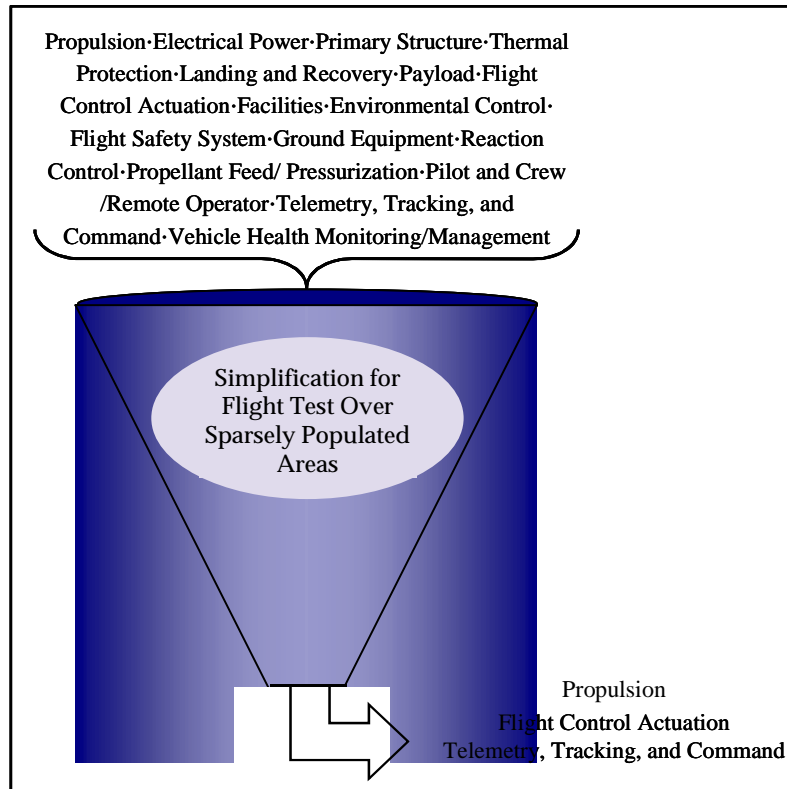 Propulsion·Electrical Power·Primary Structure·Thermal
Protection·Landing and Recovery·Payload·Flight
Control Actuation·Facilities·Environmental Control·
Flight Safety System·Ground Equipment·Reaction
Control·Propellant Feed/ Pressurization·Pilot and Crew
/Remote Operator·Telemetry, Tracking, and
Command·Vehicle Health Monitoring/Management
Simplification for
Flight Test Over
Sparsely Populated
Areas
Propulsion
Flight Control Actuation
Telemetry, Tracking, and Command